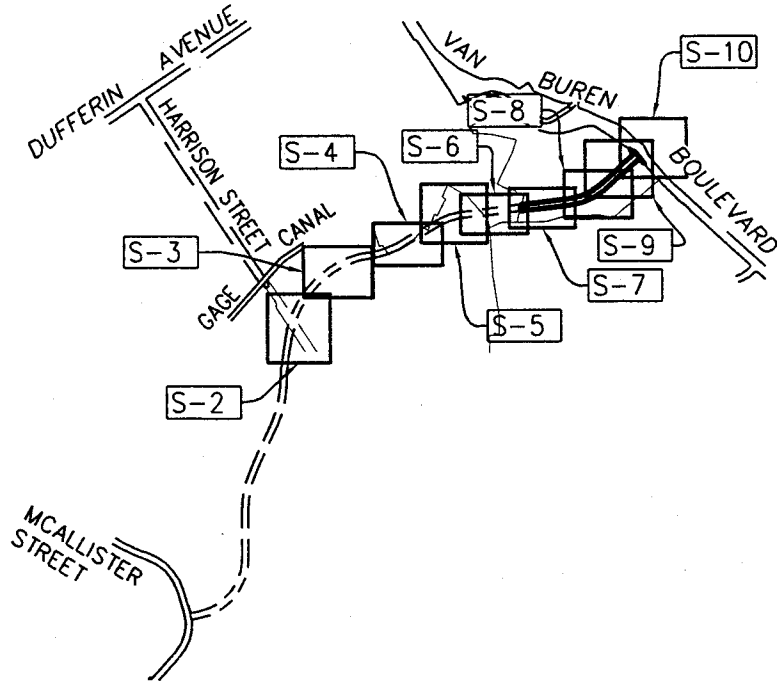 DUFFERIN AVENUE
HARRISON STREET
VAN BUREN BOULEVARD
S-10
S-8
S-6
S-4
S-3
GAGE CANAL
S-9
S-7
S-5
S-2
MCALLISTER
STREET